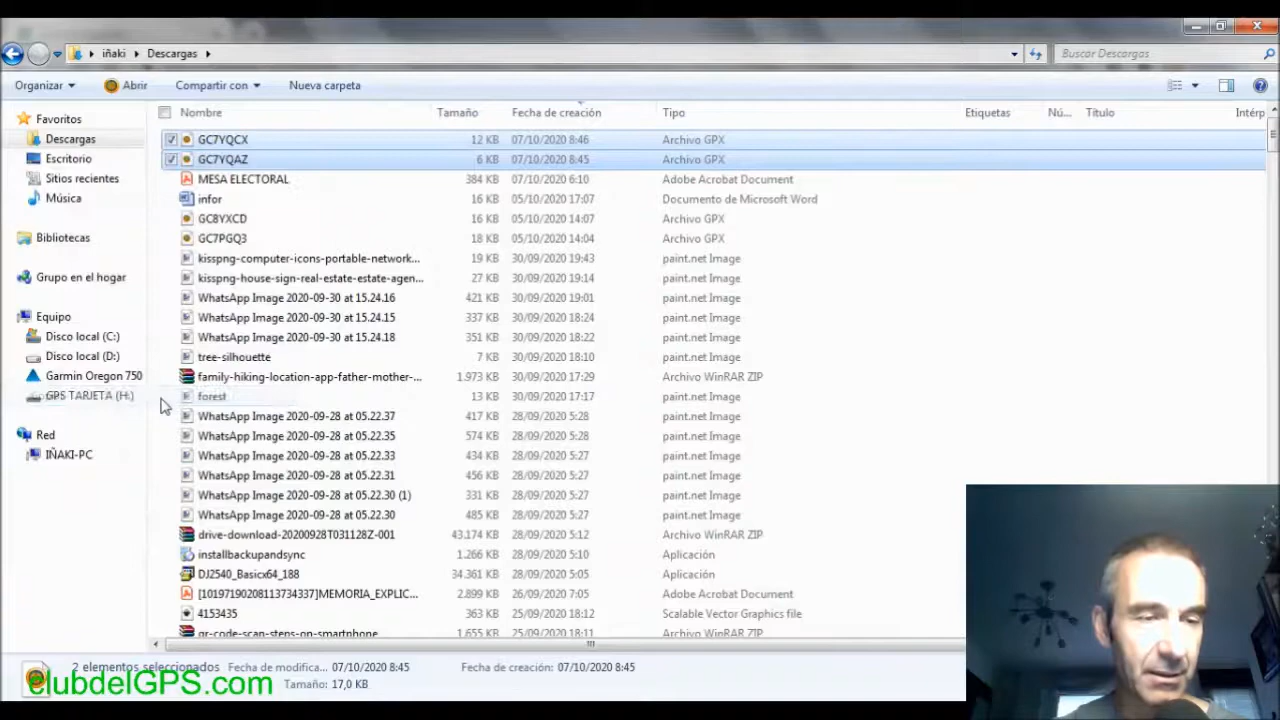 iñaki Descargas Buscar Descargas
Organizar Abrir Compartir con Nueva carpeta
Favoritos
Descargas
Escritorio
Sitios recientes
Música
Bibliotecas
Grupo en el hogar
Equipo
Disco local (C:)
Disco local (D:)
Garmin Oregon 750
GPS TARJETA (H:)
Red
IÑAKI-PC
Nombre Tamaño Fecha de creación Tipo Etiquetas Nú... Título Intérp
GC7YQCX 12 KB 07/10/2020 8:46 Archivo GPX
GC7YQAZ 6 KB 07/10/2020 8:45 Archivo GPX
MESA ELECTORAL 384 KB 07/10/2020 6:10 Adobe Acrobat Document
infor 16 KB 05/10/2020 17:07 Documento de Microsoft Word
GC8YXCD 16 KB 05/10/2020 14:07 Archivo GPX
GC7PGQ3 18 KB 05/10/2020 14:04 Archivo GPX
kisspng-computer-icons-portable-network... 19 KB 30/09/2020 19:43 paint.net Image
kisspng-house-sign-real-estate-estate-agen... 27 KB 30/09/2020 19:14 paint.net Image
WhatsApp Image 2020-09-30 at 15.24.16 421 KB 30/09/2020 19:01 paint.net Image
WhatsApp Image 2020-09-30 at 15.24.15 337 KB 30/09/2020 18:24 paint.net Image
WhatsApp Image 2020-09-30 at 15.24.18 351 KB 30/09/2020 18:22 paint.net Image
tree-silhouette 7 KB 30/09/2020 18:10 paint.net Image
family-hiking-location-app-father-mother-... 1.973 KB 30/09/2020 17:29 Archivo WinRAR ZIP
forest 13 KB 30/09/2020 17:17 paint.net Image
WhatsApp Image 2020-09-28 at 05.22.37 417 KB 28/09/2020 5:28 paint.net Image
WhatsApp Image 2020-09-28 at 05.22.35 574 KB 28/09/2020 5:28 paint.net Image
WhatsApp Image 2020-09-28 at 05.22.33 434 KB 28/09/2020 5:27 paint.net Image
WhatsApp Image 2020-09-28 at 05.22.31 456 KB 28/09/2020 5:27 paint.net Image
WhatsApp Image 2020-09-28 at 05.22.30 (1) 331 KB 28/09/2020 5:27 paint.net Image
WhatsApp Image 2020-09-28 at 05.22.30 485 KB 28/09/2020 5:27 paint.net Image
drive-download-20200928T031128Z-001 43.174 KB 28/09/2020 5:12 Archivo WinRAR ZIP
installbackupandsync 1.266 KB 28/09/2020 5:10 Aplicación
DJ2540_Basicx64_188 34.361 KB 28/09/2020 5:05 Aplicación
[10197190208113734337]MEMORIA_EXPLIC... 2.899 KB 26/09/2020 7:05 Adobe Acrobat Document
4153435 363 KB 25/09/2020 18:12 Scalable Vector Graphics file
qr-code-scan-steps-on-smartphone 1.655 KB 25/09/2020 18:11 Archivo WinRAR ZIP
2 elementos seleccionados Fecha de modifica... 07/10/2020 8:45 Fecha de creación: 07/10/2020 8:45
Tamaño: 17,0 KB
clubdelGPS.com